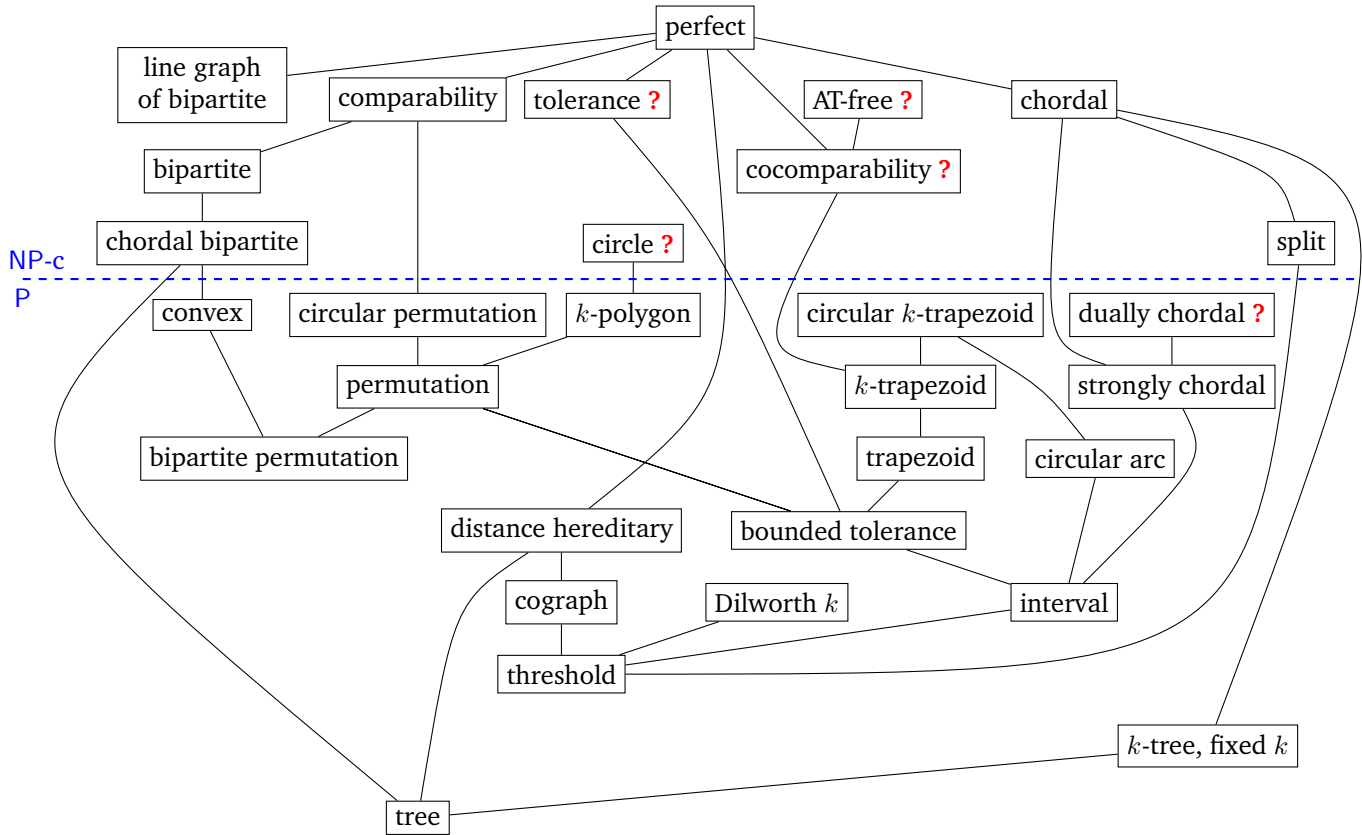 perfect
line graph
of bipartite
comparability
tolerance ?
AT-free ?
chordal
bipartite
cocomparability ?
chordal bipartite
circle ?
split
NP-c
P
convex
circular permutation
k-polygon
circular k-trapezoid
dually chordal ?
permutation
k-trapezoid
strongly chordal
bipartite permutation
trapezoid
circular arc
distance hereditary
bounded tolerance
cograph
Dilworth k
interval
threshold
k-tree, fixed k
tree